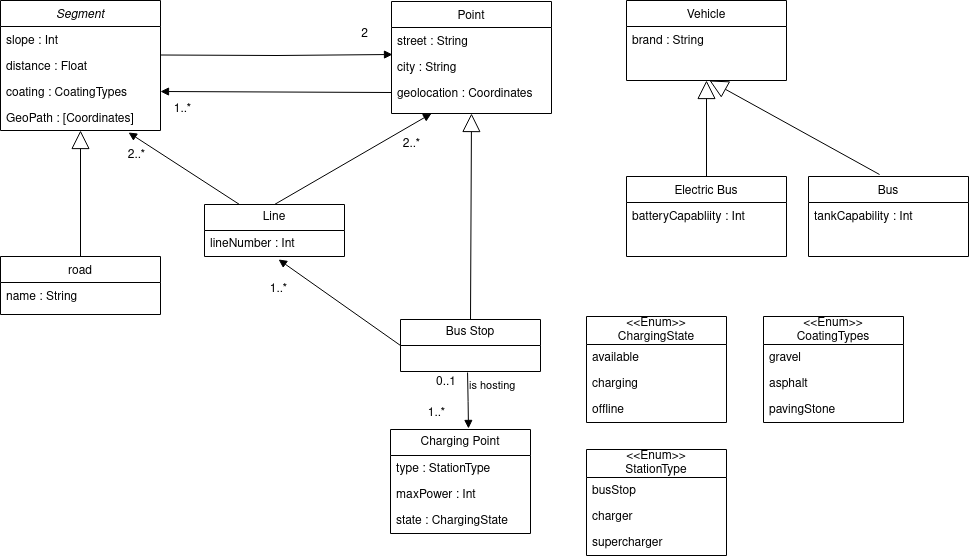 Segment
slope : Int
distance : Float
coating : CoatingTypes
GeoPath : [Coordinates]
2
1..*
Point
street : String
city : String
geolocation : Coordinates
Vehicle
brand : String
2..*
2..*
Line
lineNumber : Int
Electric Bus
batteryCapabliity : Int
Bus
tankCapability : Int
road
name : String
1..*
Bus Stop
0..1
is hosting
1..*
Charging Point
type : StationType
maxPower : Int
state : ChargingState
<<Enum>>
ChargingState
available
charging
offline
<<Enum>>
CoatingTypes
gravel
asphalt
pavingStone
<<Enum>>
StationType
busStop
charger
supercharger